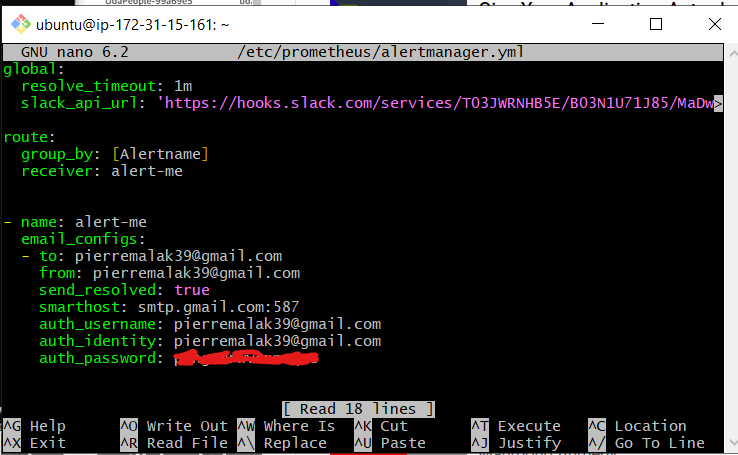 ubuntu@ip-172-31-15-161: ~
GNU nano 6.2 /etc/prometheus/alertmanager.yml
global:
resolve_timeout: 1m
slack_api_url: 'https://hooks.slack.com/services/T03JWRNHB5E/B03N1U71J85/MaDw>
route:
group_by: [Alertname]
receiver: alert-me
- name: alert-me
email_configs:
- to: pierremalak39@gmail.com
from: pierremalak39@gmail.com
send_resolved: true
smarthost: smtp.gmail.com:587
auth_username: pierremalak39@gmail.com
auth_identity: pierremalak39@gmail.com
auth_password:
[ Read 18 lines ]
^G Help ^O Write Out ^W Where Is ^K Cut ^T Execute ^C Location
^X Exit ^R Read File ^\ Replace ^U Paste ^J Justify ^/ Go To Line